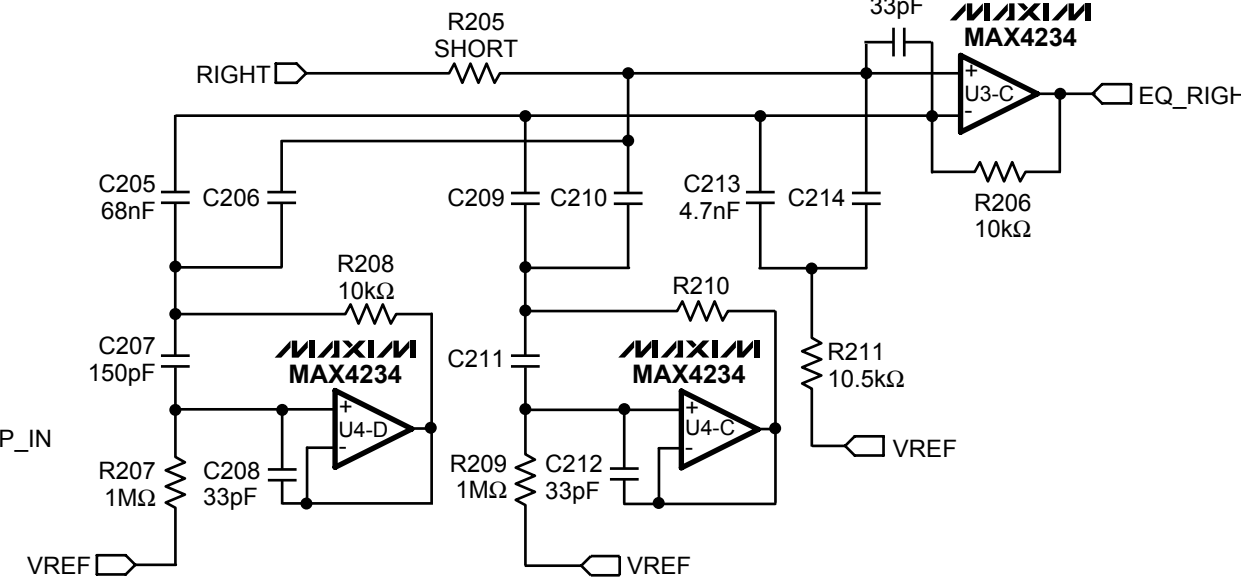 33pF
MAXIM
MAX4234
R205
SHORT
RIGHT
+
U3-C
-
EQ_RIGH
C205
68nF
C206
C209
C210
C213
4.7nF
C214
R206
10kΩ
R208
10kΩ
R210
C207
150pF
MAXIM
MAX4234
C211
MAXIM
MAX4234
R211
10.5kΩ
+
U4-D
-
+
U4-C
-
P_IN
VREF
R207
1MΩ
C208
33pF
R209
1MΩ
C212
33pF
VREF
VREF